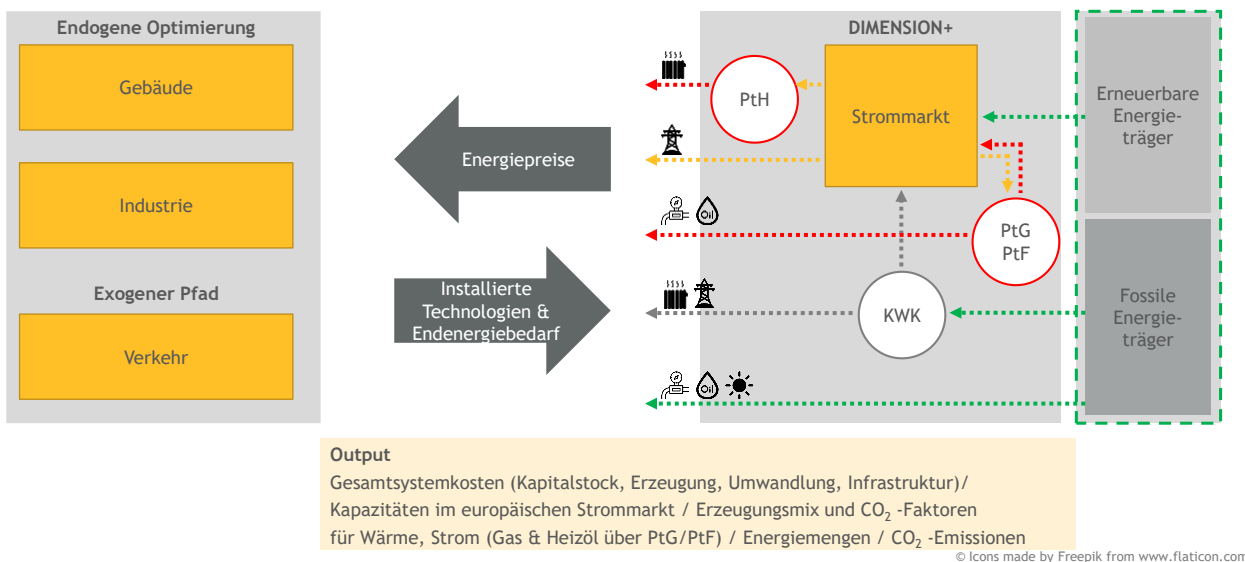 Endogene Optimierung
Gebäude
Industrie
Exogener Pfad
Verkehr
Energiepreise
Installierte
Technologien &
Endenergiebedarf
DIMENSION+
PtH
Strommarkt
Oil
PtG
PtF
KWK
Oil
Erneuerbare
Energie-
träger
Fossile
Energie-
träger
Output
Gesamtsystemkosten (Kapitalstock, Erzeugung, Umwandlung, Infrastruktur)/
Kapazitäten im europäischen Strommarkt / Erzeugungsmix und CO₂ -Faktoren
für Wärme, Strom (Gas & Heizöl über PtG/PtF) / Energiemengen / CO₂ -Emissionen
© Icons made by Freepik from www.flaticon.com